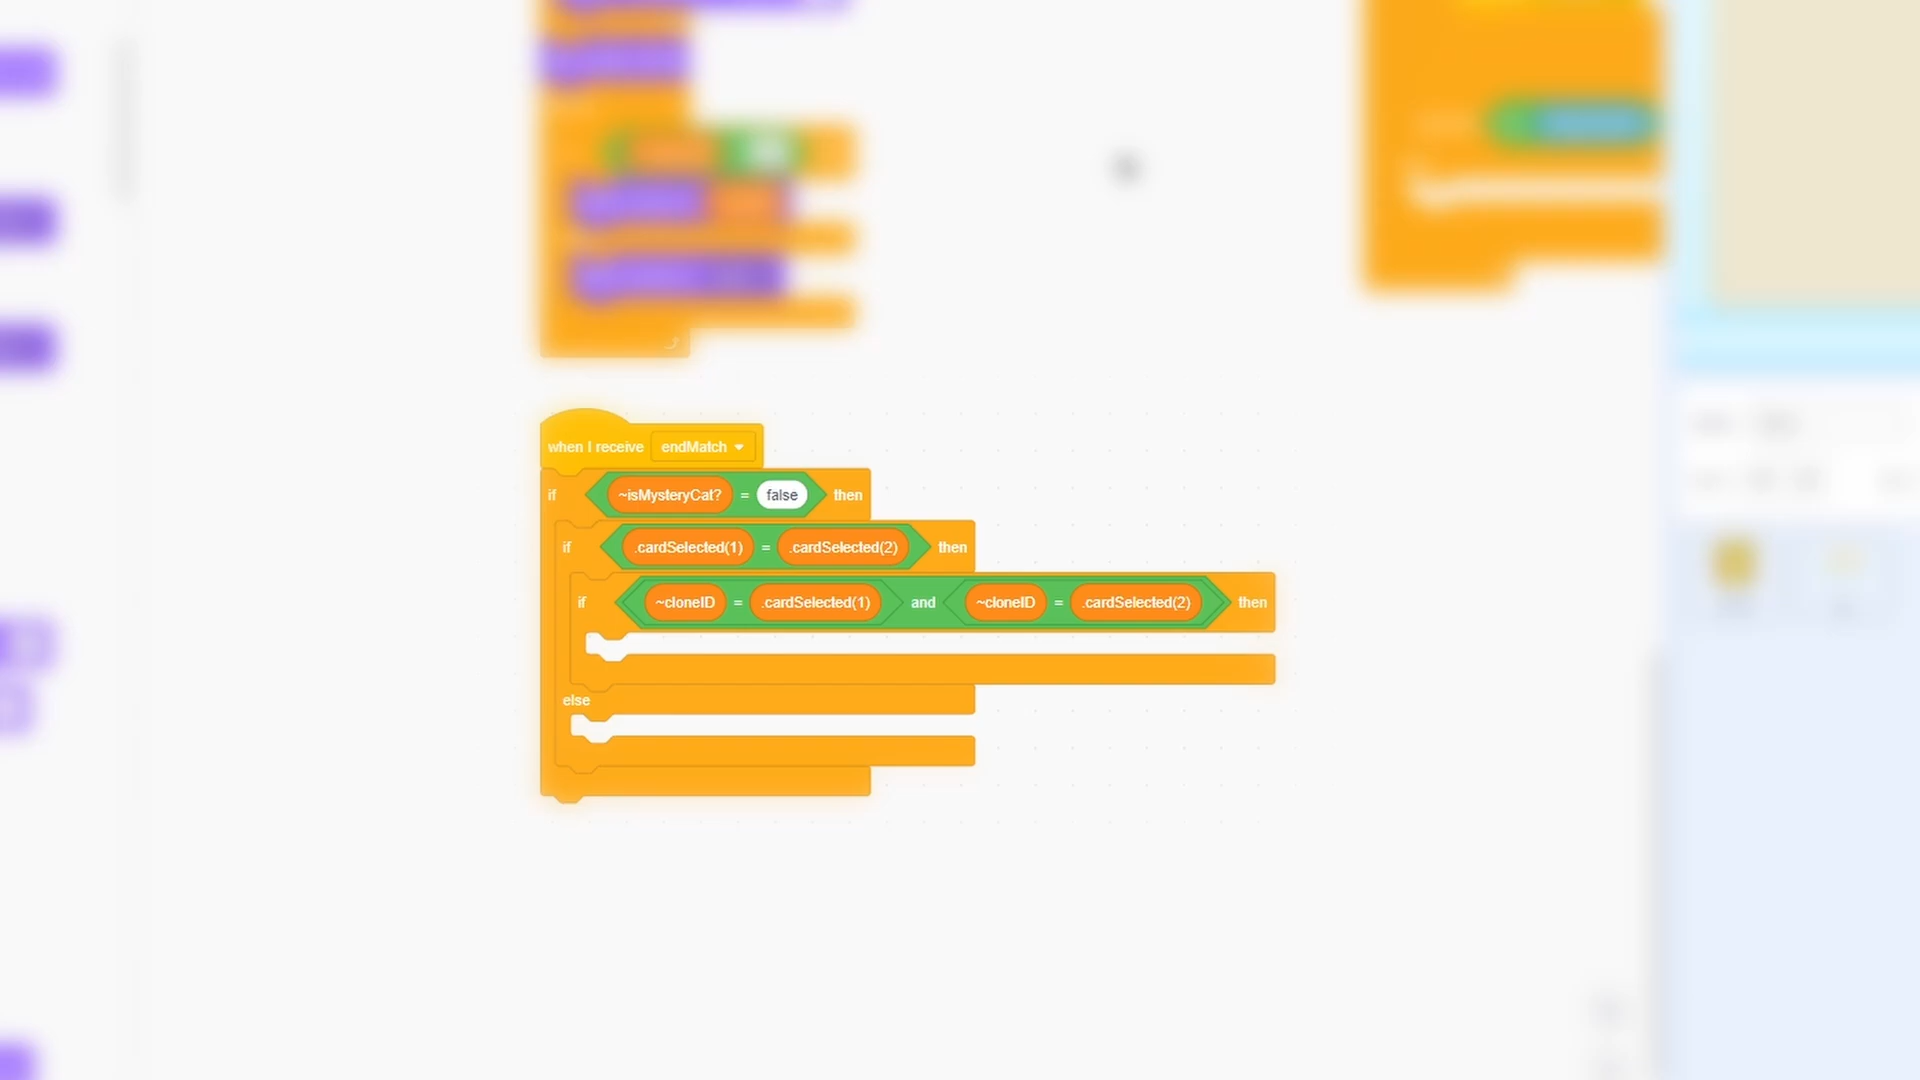 when I receive endMatch
if ~isMysteryCat? = false then
if .cardSelected(1) = .cardSelected(2) then
if ~cloneID = .cardSelected(1) and ~cloneID = .cardSelected(2) then
else